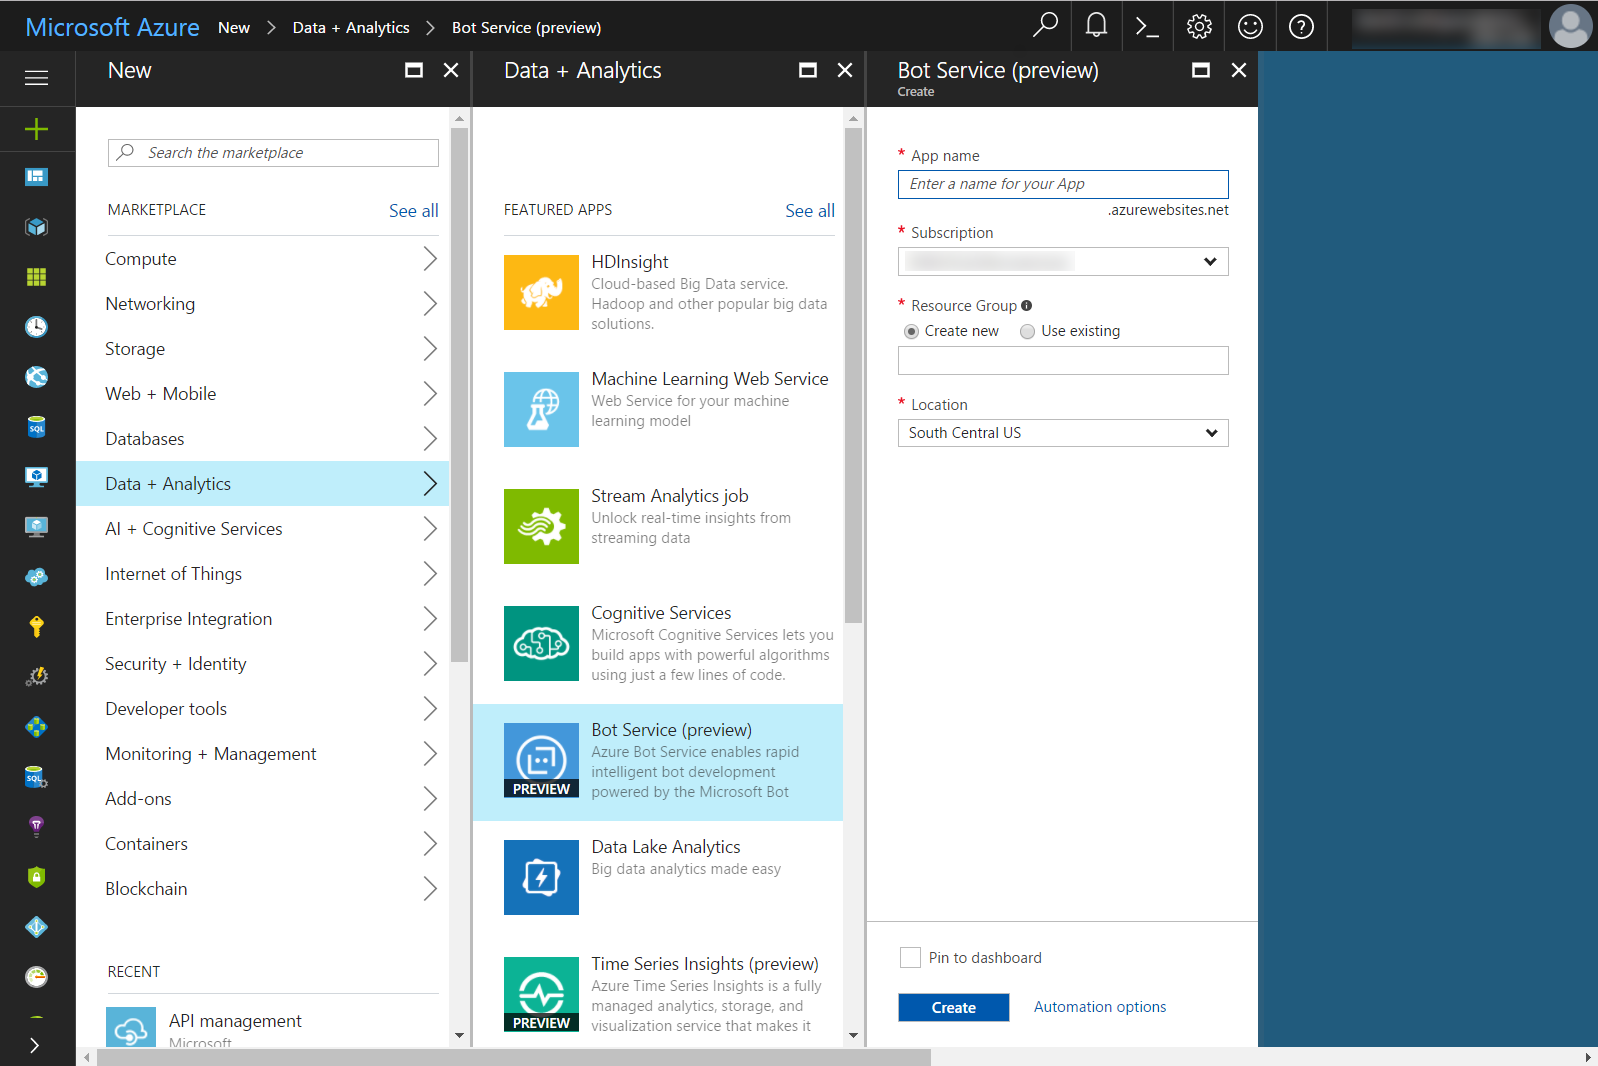 Microsoft Azure New Data + Analytics Bot Service (preview)
New
Search the marketplace
MARKETPLACE See all
Compute
Networking
Storage
Web + Mobile
Databases
Data + Analytics
AI + Cognitive Services
Internet of Things
Enterprise Integration
Security + Identity
Developer tools
Monitoring + Management
Add-ons
Containers
Blockchain
RECENT
API management
Microsoft
Data + Analytics
FEATURED APPS See all
HDInsight
Cloud-based Big Data service.
Hadoop and other popular big data
solutions.
Machine Learning Web Service
Web Service for your machine
learning model
Stream Analytics job
Unlock real-time insights from
streaming data
Cognitive Services
Microsoft Cognitive Services lets you
build apps with powerful algorithms
using just a few lines of code.
Bot Service (preview)
Azure Bot Service enables rapid
intelligent bot development
powered by the Microsoft Bot
PREVIEW
Data Lake Analytics
Big data analytics made easy
Time Series Insights (preview)
Azure Time Series Insights is a fully
managed analytics, storage, and
visualization service that makes it
PREVIEW
Bot Service (preview)
Create
* App name
Enter a name for your App
.azurewebsites.net
* Subscription
* Resource Group
Create new Use existing
* Location
South Central US
Pin to dashboard
Create Automation options